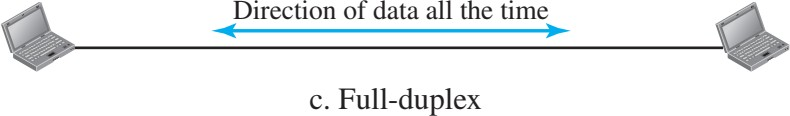 Direction of data all the time
c. Full-duplex